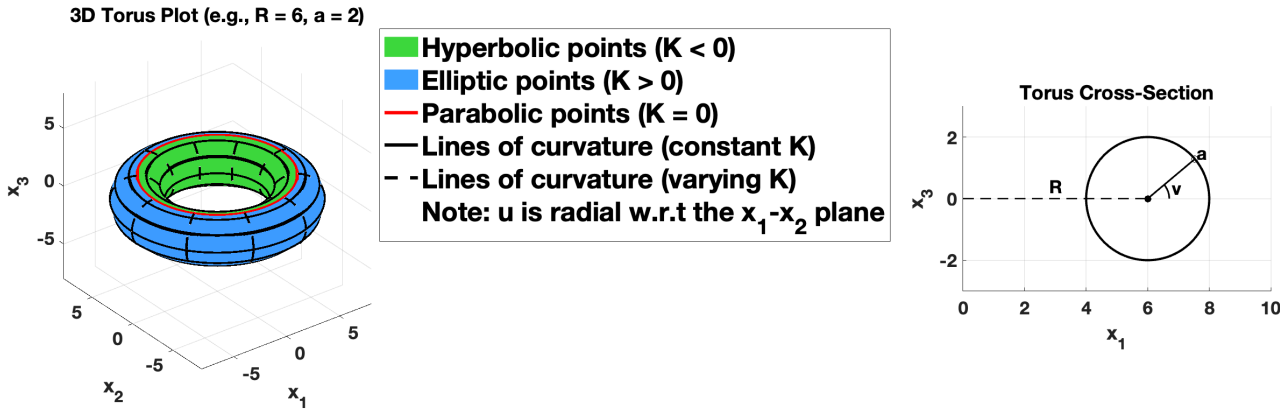 3D Torus Plot (e.g., R = 6, a = 2)
5
0
-5
x3
5
0
-5
x2
-5
0
5
x1
Hyperbolic points (K < 0)
Elliptic points (K > 0)
Parabolic points (K = 0)
Lines of curvature (constant K)
Lines of curvature (varying K)
Note: u is radial w.r.t the x1-x2 plane
Torus Cross-Section
2
0
-2
x3
R
a
v
0 2 4 6 8 10
x1